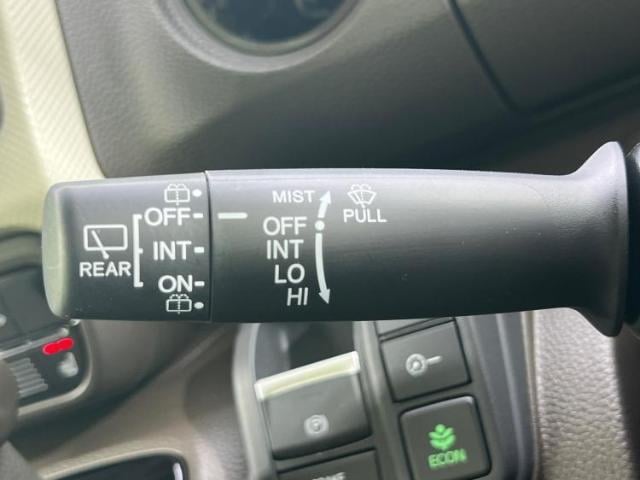 REAR
OFF
INT
ON
MIST
PULL
OFF
INT
LO
HI
ECON